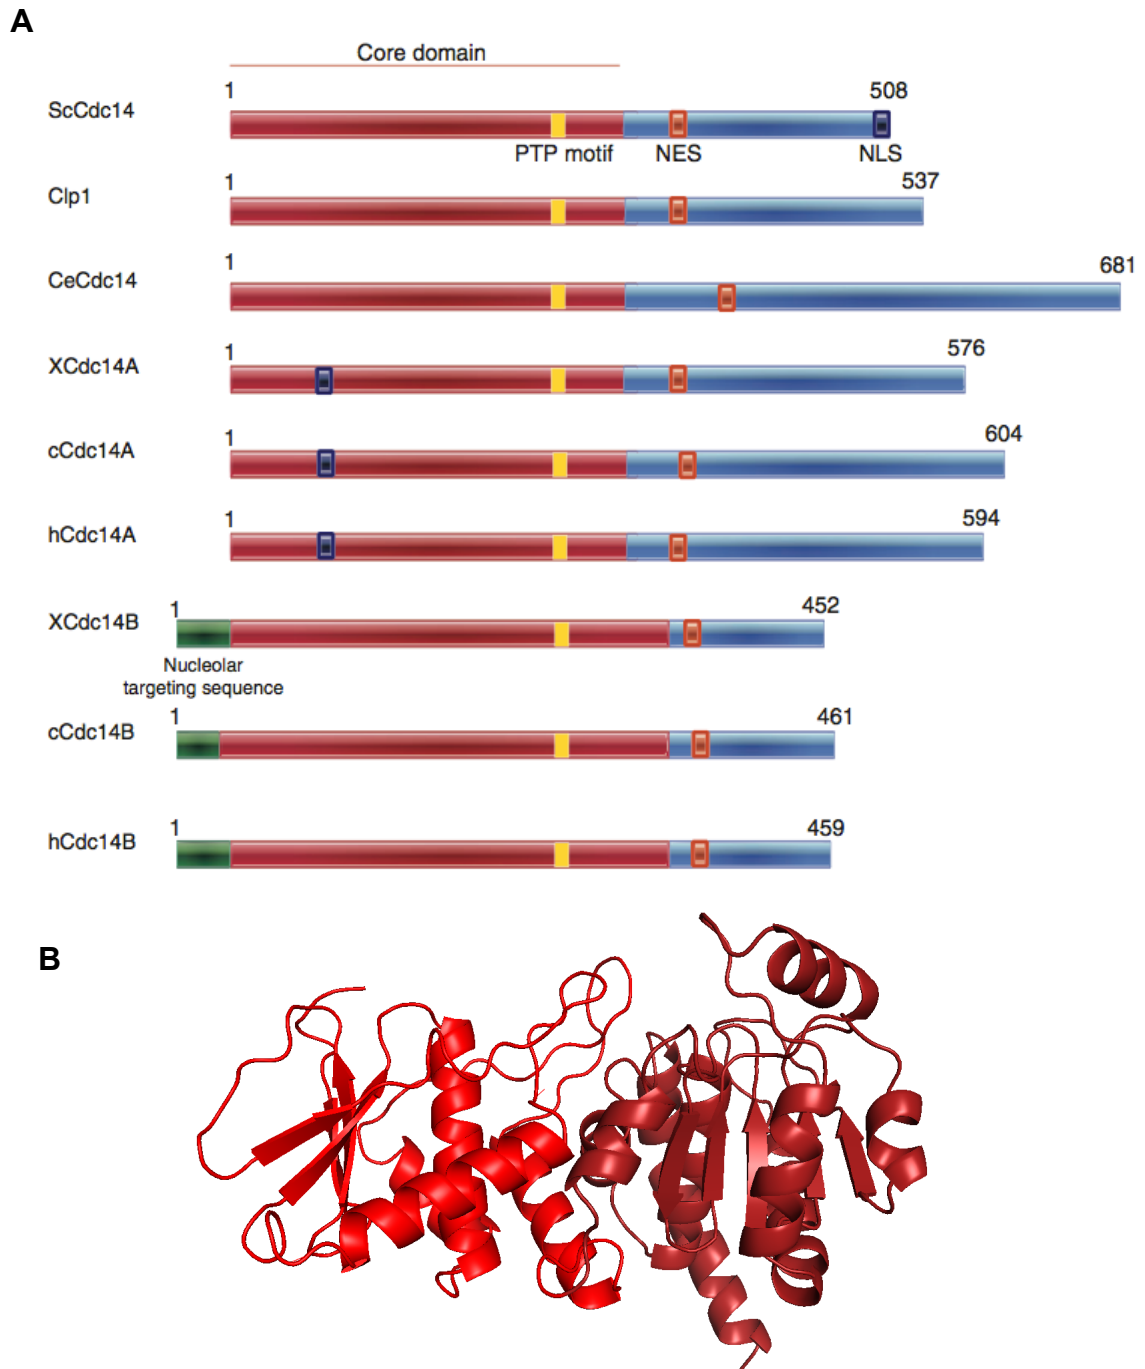 A
Core domain
1 508
ScCdc14
PTP motif NES NLS
1 537
Clp1
1 681
CeCdc14
1 576
XCdc14A
1 604
cCdc14A
1 594
hCdc14A
1 452
XCdc14B
Nucleolar
targeting sequence
1 461
cCdc14B
1 459
hCdc14B
B